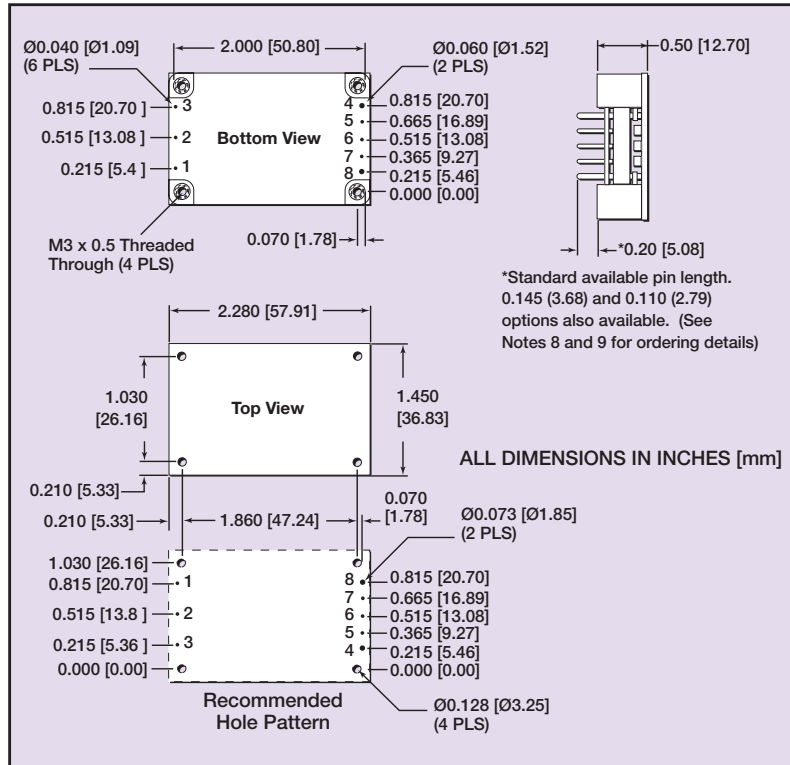 Ø0.040 [Ø1.09]
(6 PLS)
2.000 [50.80]
Ø0.060 [Ø1.52]
(2 PLS)
0.50 [12.70]
0.815 [20.70 ]
3
0.515 [13.08 ]
2
0.215 [5.4 ]
1
Bottom View
4
0.815 [20.70]
5
0.665 [16.89]
6
0.515 [13.08]
7
0.365 [9.27]
8
0.215 [5.46]
0.000 [0.00]
0.070 [1.78]
M3 x 0.5 Threaded
Through (4 PLS)
*0.20 [5.08]
*Standard available pin length.
0.145 (3.68) and 0.110 (2.79)
options also available. (See
Notes 8 and 9 for ordering details)
2.280 [57.91]
1.030
[26.16]
Top View
1.450
[36.83]
ALL DIMENSIONS IN INCHES [mm]
0.210 [5.33]
0.210 [5.33]
1.860 [47.24]
0.070
[1.78]
Ø0.073 [Ø1.85]
(2 PLS)
1.030 [26.16]
0.815 [20.70]
1
0.515 [13.8 ]
2
0.215 [5.36 ]
3
0.000 [0.00]
8
0.815 [20.70]
7
0.665 [16.89]
6
0.515 [13.08]
5
0.365 [9.27]
4
0.215 [5.46]
0.000 [0.00]
Recommended
Hole Pattern
Ø0.128 [Ø3.25]
(4 PLS)